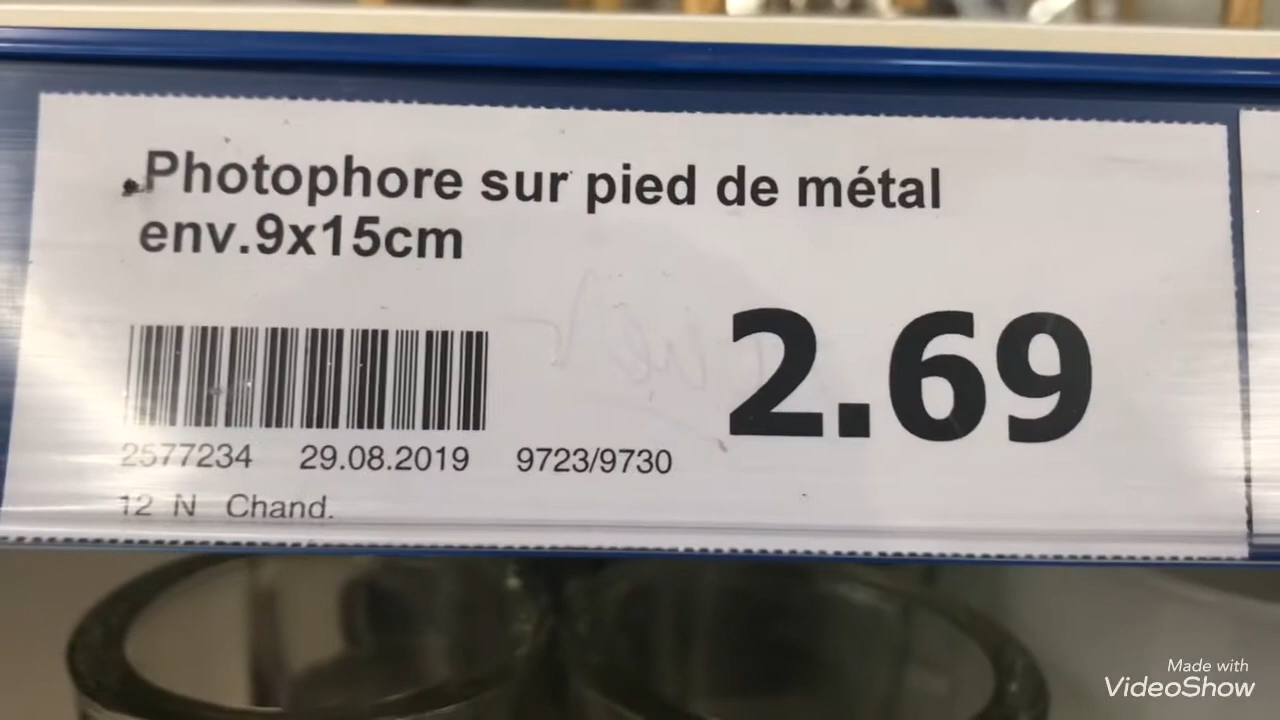 Photophore sur pied de métal
env.9x15cm
2.69
2577234 29.08.2019 9723/9730
12 N Chand.
Made with
VideoShow